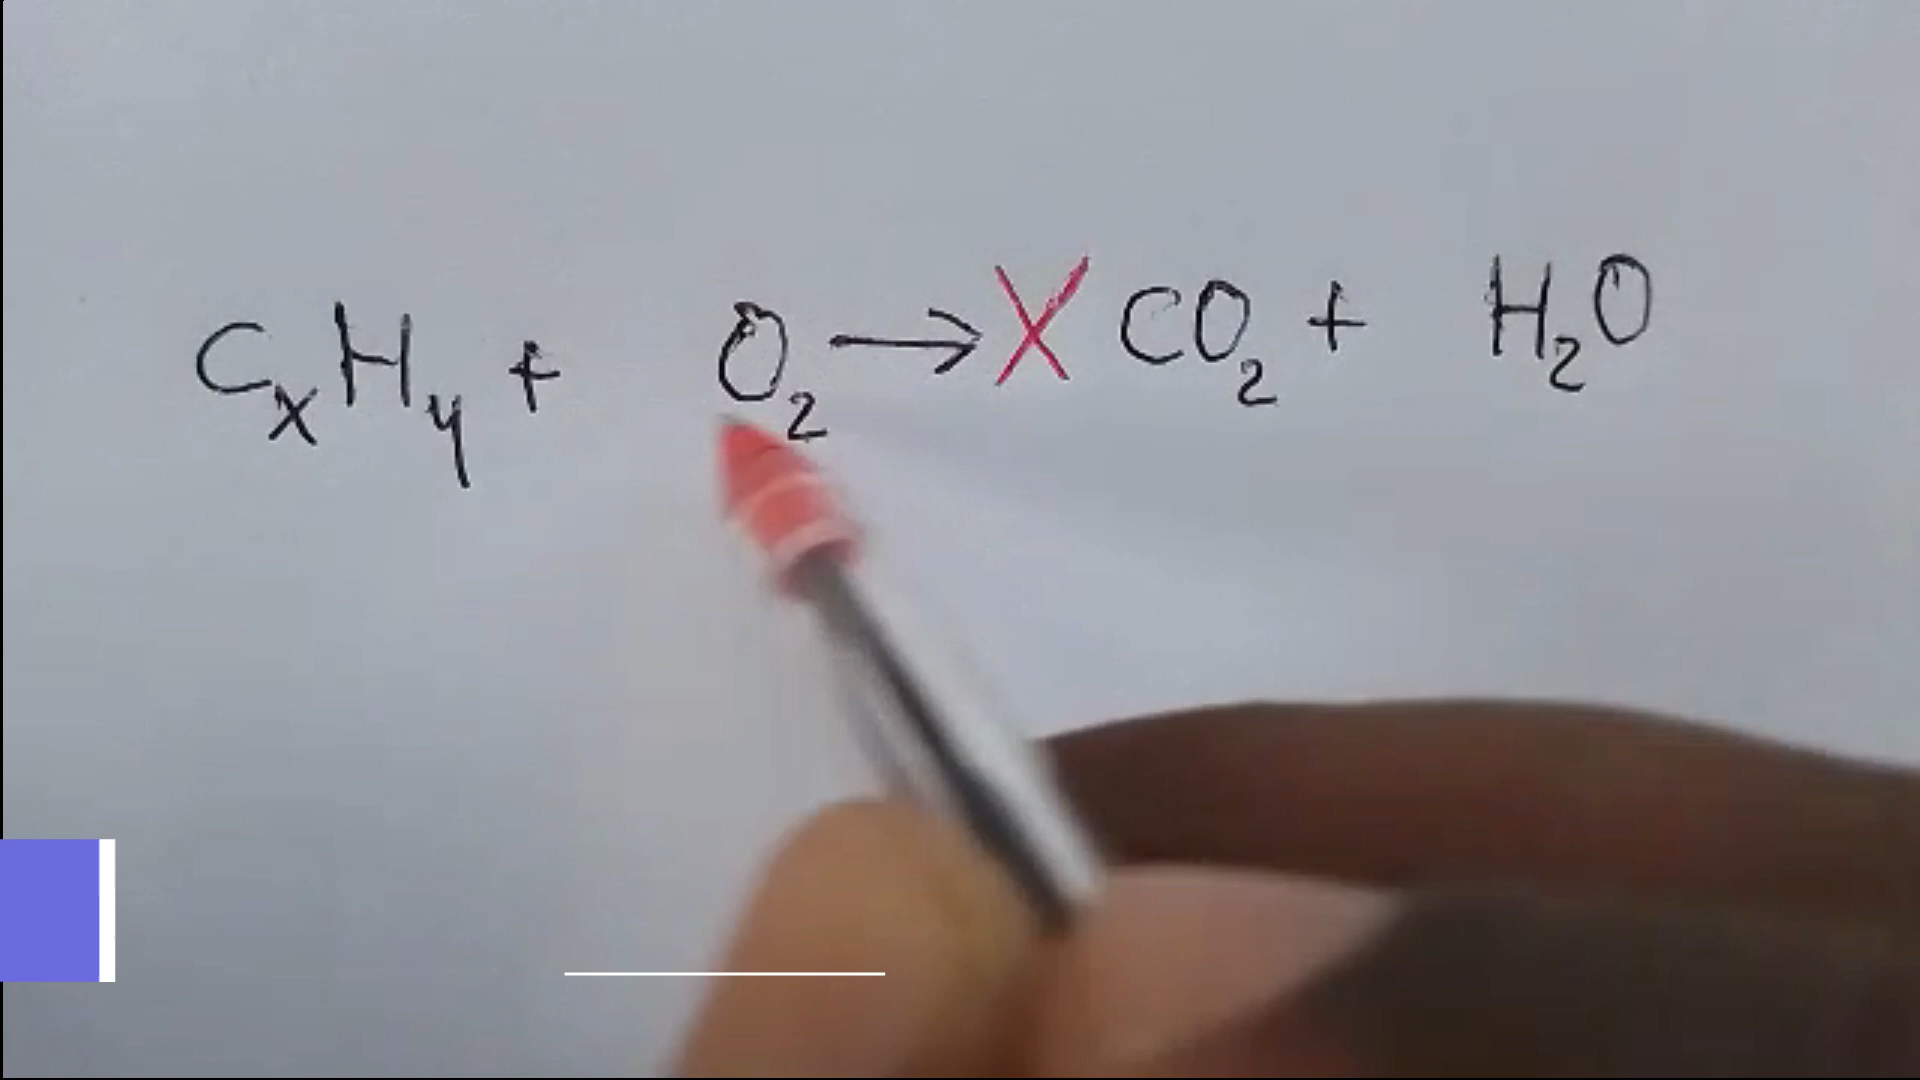 CxHy + O2 → X CO2 + H2O